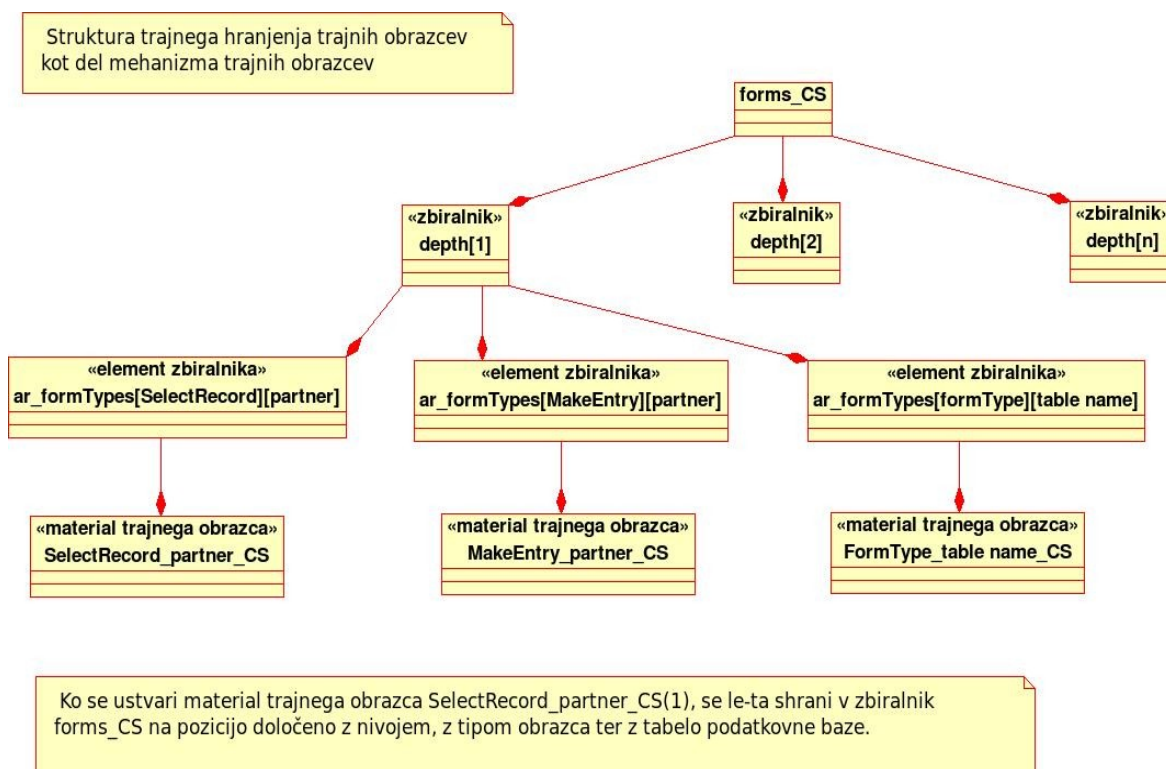 Struktura trajnega hranjenja trajnih obrazcev
kot del mehanizma trajnih obrazcev
forms_CS
«zbiralnik»
depth[1]
«zbiralnik»
depth[2]
«zbiralnik»
depth[n]
«element zbiralnika»
ar_formTypes[SelectRecord][partner]
«element zbiralnika»
ar_formTypes[MakeEntry][partner]
«element zbiralnika»
ar_formTypes[formType][table name]
«material trajnega obrazca»
SelectRecord_partner_CS
«material trajnega obrazca»
MakeEntry_partner_CS
«material trajnega obrazca»
FormType_table name_CS
Ko se ustvari material trajnega obrazca SelectRecord_partner_CS(1), se le-ta shrani v zbiralnik
forms_CS na pozicijo določeno z nivojem, z tipom obrazca ter z tabelo podatkovne baze.